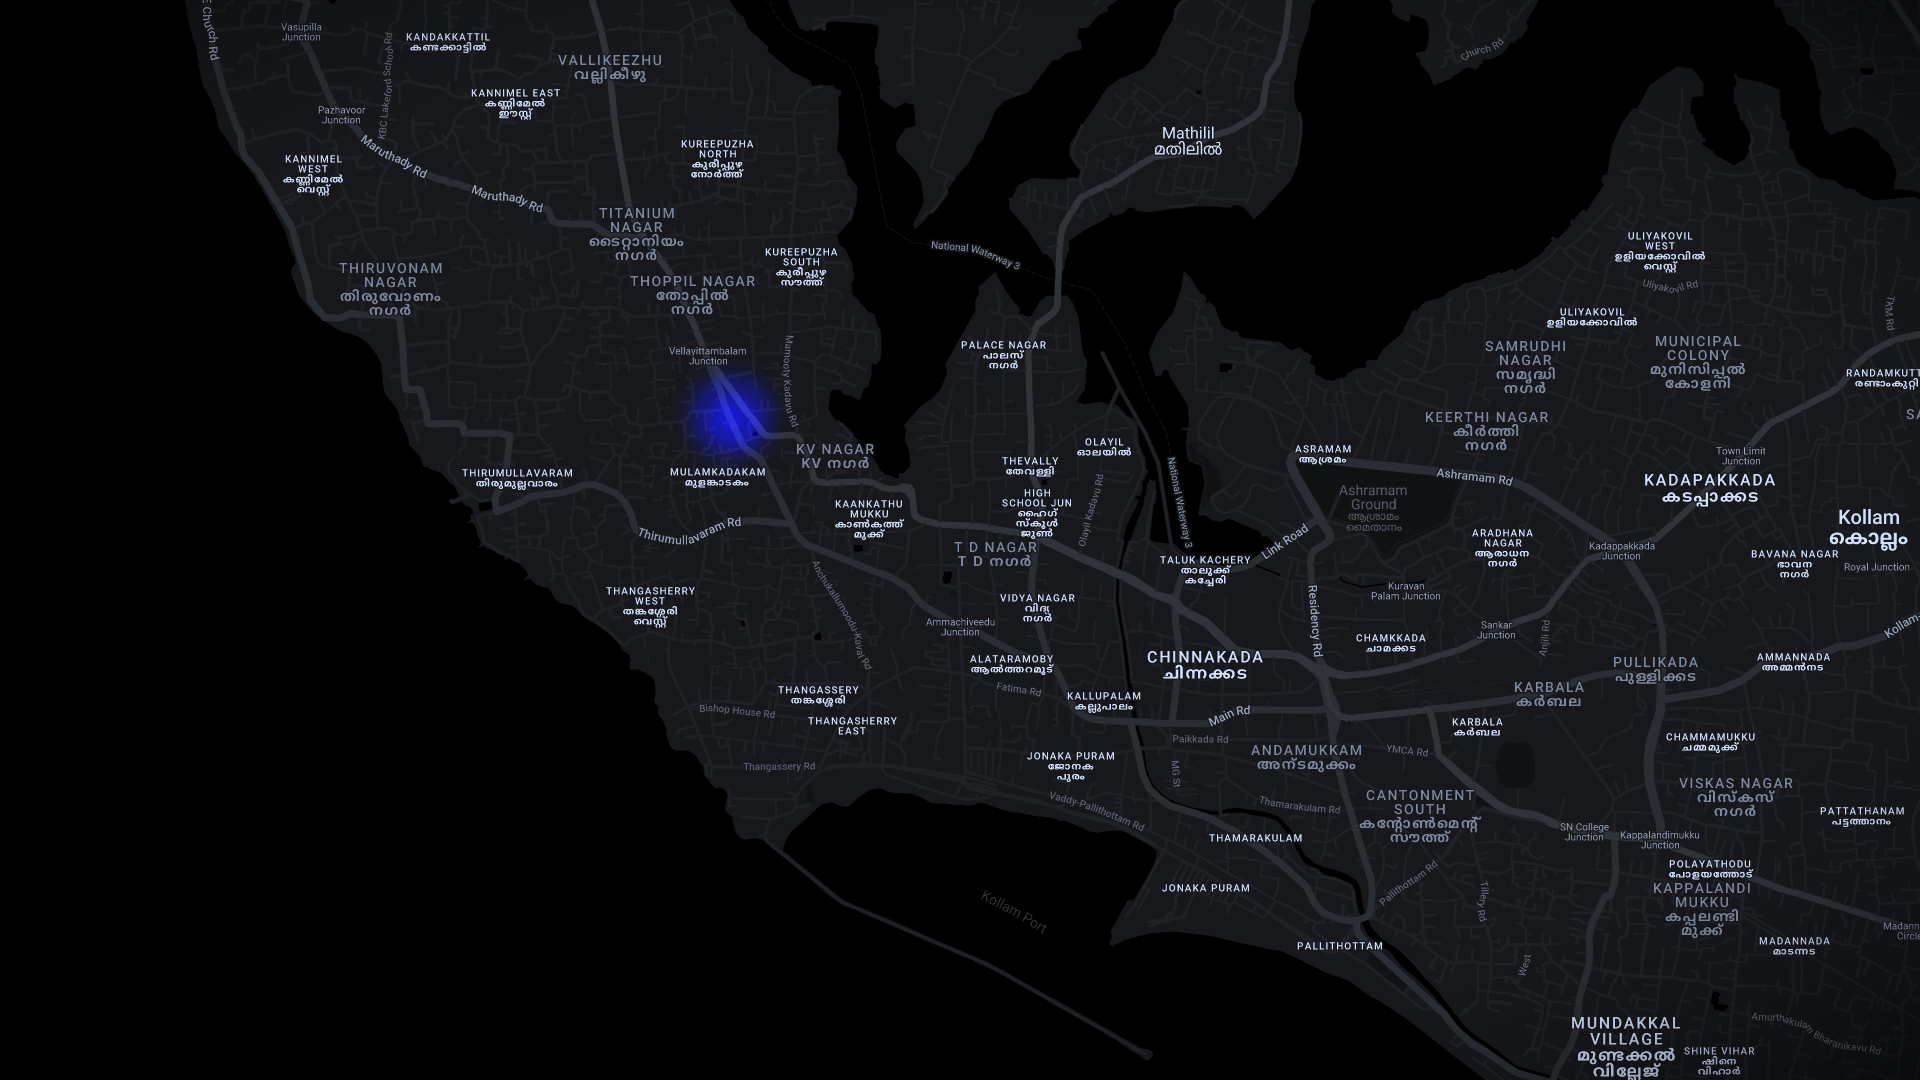 E Church Rd
Vasupilla
Junction
KANDAKKATTIL
കണ്ടക്കാട്ടിൽ
KBC Lakeford School Rd
VALLIKEEZHU
വല്ലികീഴു
Church Rd
KANNIMEL EAST
കണ്ണിമേൽ
ഈസ്റ്റ്
Pazhavoor
Junction
Maruthady Rd
Mathilil
മതിലിൽ
KUREEPUZHA
NORTH
കുരീപ്പുഴ
നോർത്ത്
KANNIMEL
WEST
കണ്ണിമേൽ
വെസ്റ്റ്
Maruthady Rd
TITANIUM
NAGAR
ടൈറ്റാനിയം
നഗർ
National Waterway 3
KUREEPUZHA
SOUTH
കുരീപ്പുഴ
സൗത്ത്
ULIYAKOVIL
WEST
ഉളിയക്കോവിൽ
വെസ്റ്റ്
Uliyakovil Rd
THIRUVONAM
NAGAR
തിരുവോണം
നഗർ
THOPPIL NAGAR
തോപ്പിൽ
നഗർ
ULIYAKOVIL
ഉളിയക്കോവിൽ
TKM Rd
Vellayittambalam
Junction
Mamooty Kadavu Rd
PALACE NAGAR
പാലസ്
നഗർ
SAMRUDHI
NAGAR
സമൃദ്ധി
നഗർ
MUNICIPAL
COLONY
മുനിസിപ്പൽ
കോളനി
RANDAMKUTT
രണ്ടാംകുറ്റി
SA
KEERTHI NAGAR
കീർത്തി
നഗർ
KV NAGAR
KV നഗർ
OLAYIL
ഓലയിൽ
ASRAMAM
ആശ്രമം
Town Limit
Junction
THIRUMULLAVARAM
തിരുമുല്ലവാരം
MULAMKADAKAM
മുളങ്കാടകം
THEVALLY
തേവള്ളി
National Waterway 3
Ashramam Rd
KADAPAKKADA
കടപ്പാക്കട
KAANKATHU
MUKKU
കാൺകത്ത്
മുക്ക്
HIGH
SCHOOL JUN
ഹൈഗ്
സ്കൂൾ
ജൂൺ
Olayil Kadavu Rd
Ashramam
Ground
ആശ്രാമം
മൈതാനം
Kollam
കൊല്ലം
Thirumullavaram Rd
T D NAGAR
T D നഗർ
Link Road
ARADHANA
NAGAR
ആരാധന
നഗർ
Kadappakkada
Junction
BAVANA NAGAR
ഭാവന
നഗർ
Royal Junction
TALUK KACHERY
താലൂക്ക്
കച്ചേരി
THANGASHERRY
WEST
തങ്കശ്ശേരി
വെസ്റ്റ്
Anchukallumoodu-Kaval Rd
VIDYA NAGAR
വിദ്യ
നഗർ
Residency Rd
Kuravan
Palam Junction
Ammachiveedu
Junction
Sankar
Junction
Anjili Rd
Kollam-
CHAMKKADA
ചാമക്കട
CHINNAKADA
ചിന്നക്കട
ALATARAMOBY
ആൽത്തറമൂട്
PULLIKADA
പുള്ളിക്കട
AMMANNADA
അമ്മൻനട
THANGASSERY
തങ്കശ്ശേരി
Fatima Rd
KALLUPALAM
കല്ലുപാലം
KARBALA
കർബല
Bishop House Rd
THANGASHERRY
EAST
Main Rd
KARBALA
കർബല
Paikkada Rd
CHAMMAMUKKU
ചമ്മമുക്ക്
JONAKA PURAM
ജോനക
പുരം
ANDAMUKKAM
അന്ടമുക്കം
YMCA Rd
Thangassery Rd
MG St
VISKAS NAGAR
വിസ്കസ്
നഗർ
Vaddy-Pallithottam Rd
Thamarakulam Rd
CANTONMENT
SOUTH
കന്റോൺമെന്റ്
സൗത്ത്
PATTATHANAM
പട്ടത്താനം
THAMARAKULAM
SN College
Junction
Kappalandimukku
Junction
POLAYATHODU
പോളയത്തോട്
JONAKA PURAM
Pallithottam Rd
Tillery Rd
KAPPALANDI
MUKKU
കപ്പലണ്ടി
മുക്ക്
Kollam Port
Madann
Circle
PALLITHOTTAM
MADANNADA
മാടന്നട
West
MUNDAKKAL
VILLAGE
മുണ്ടക്കൽ
വില്ലേജ്
Amurthakulam Bharanikavu Rd
SHINE VIHAR
ഷിനെ
വിഹാർ